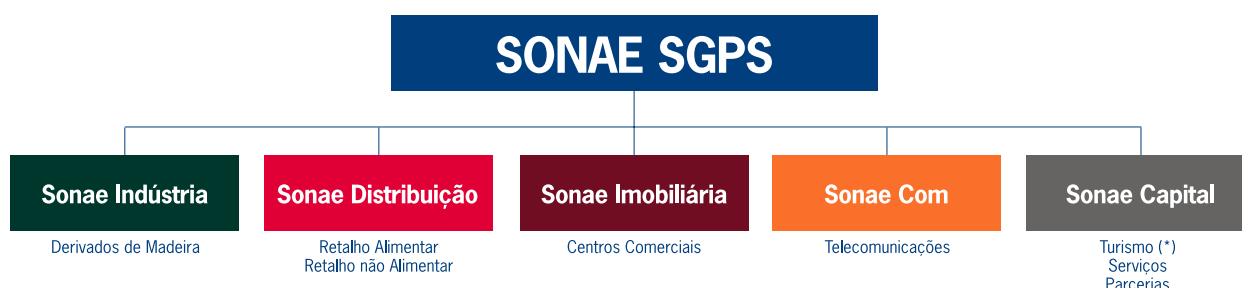 SONAE SGPS
Sonae Indústria
Derivados de Madeira
Sonae Distribuição
Retalho Alimentar
Retalho não Alimentar
Sonae Imobiliária
Centros Comerciais
Sonae Com
Telecomunicações
Sonae Capital
Turismo (*)
Serviços
Parcerias